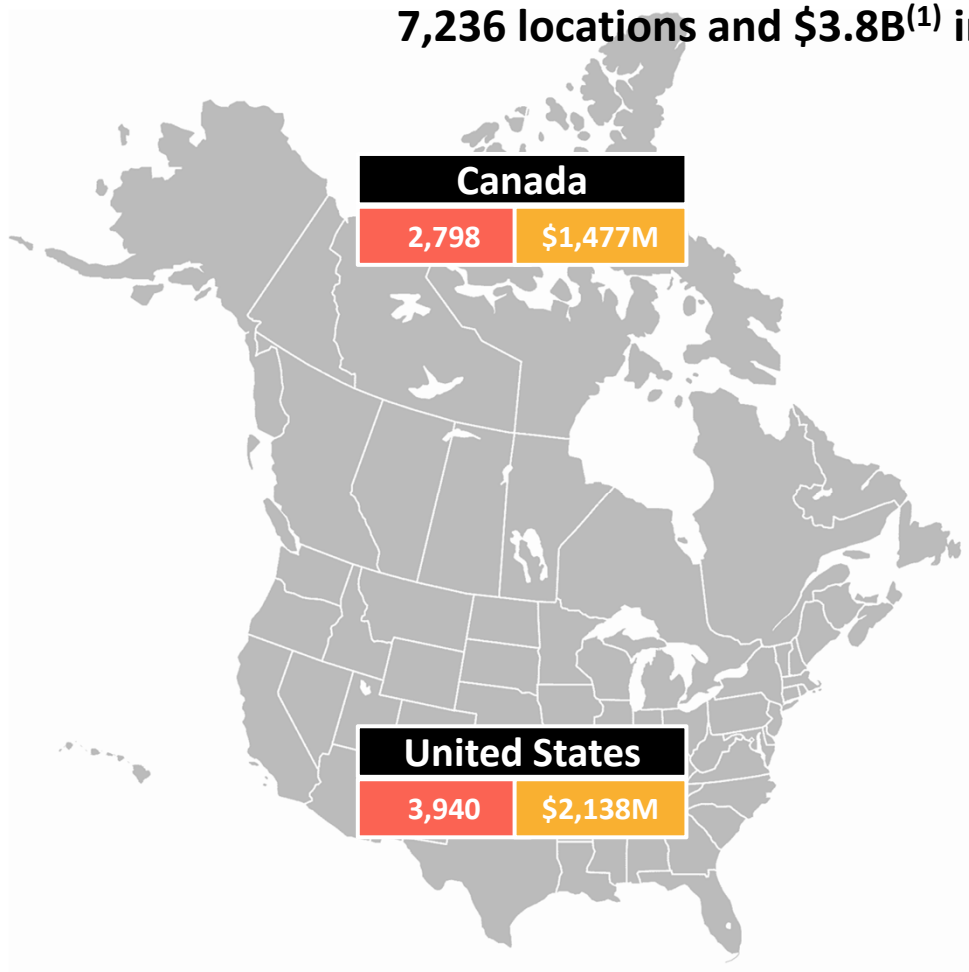 7,236 locations and $3.8B(1) i
Canada
2,798 $1,477M
United States
3,940 $2,138M